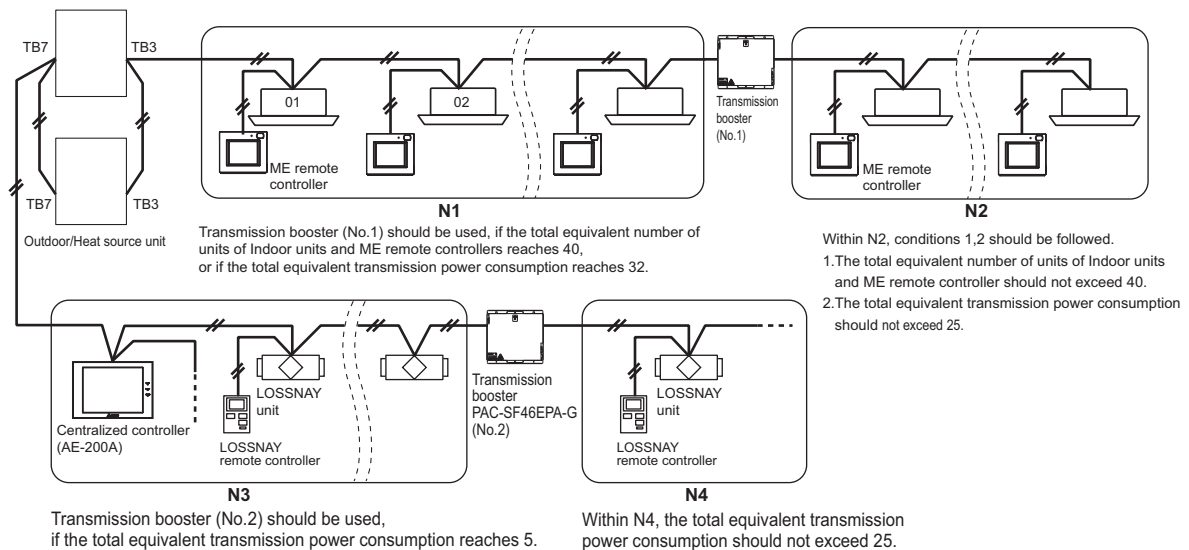 TB7
TB3
TB7
TB3
Outdoor/Heat source unit
01
02
ME remote
controller
N1
Transmission
booster
(No.1)
ME remote
controller
N2
Transmission booster (No.1) should be used, if the total equivalent number of
units of Indoor units and ME remote controllers reaches 40,
or if the total equivalent transmission power consumption reaches 32.
Within N2, conditions 1,2 should be followed.
1.The total equivalent number of units of Indoor units
and ME remote controller should not exceed 40.
2.The total equivalent transmission power consumption
should not exceed 25.
Centralized controller
(AE-200A)
LOSSNAY
unit
LOSSNAY
remote controller
N3
Transmission
booster
PAC-SF46EPA-G
(No.2)
LOSSNAY
unit
LOSSNAY
remote controller
N4
Transmission booster (No.2) should be used,
if the total equivalent transmission power consumption reaches 5.
Within N4, the total equivalent transmission
power consumption should not exceed 25.